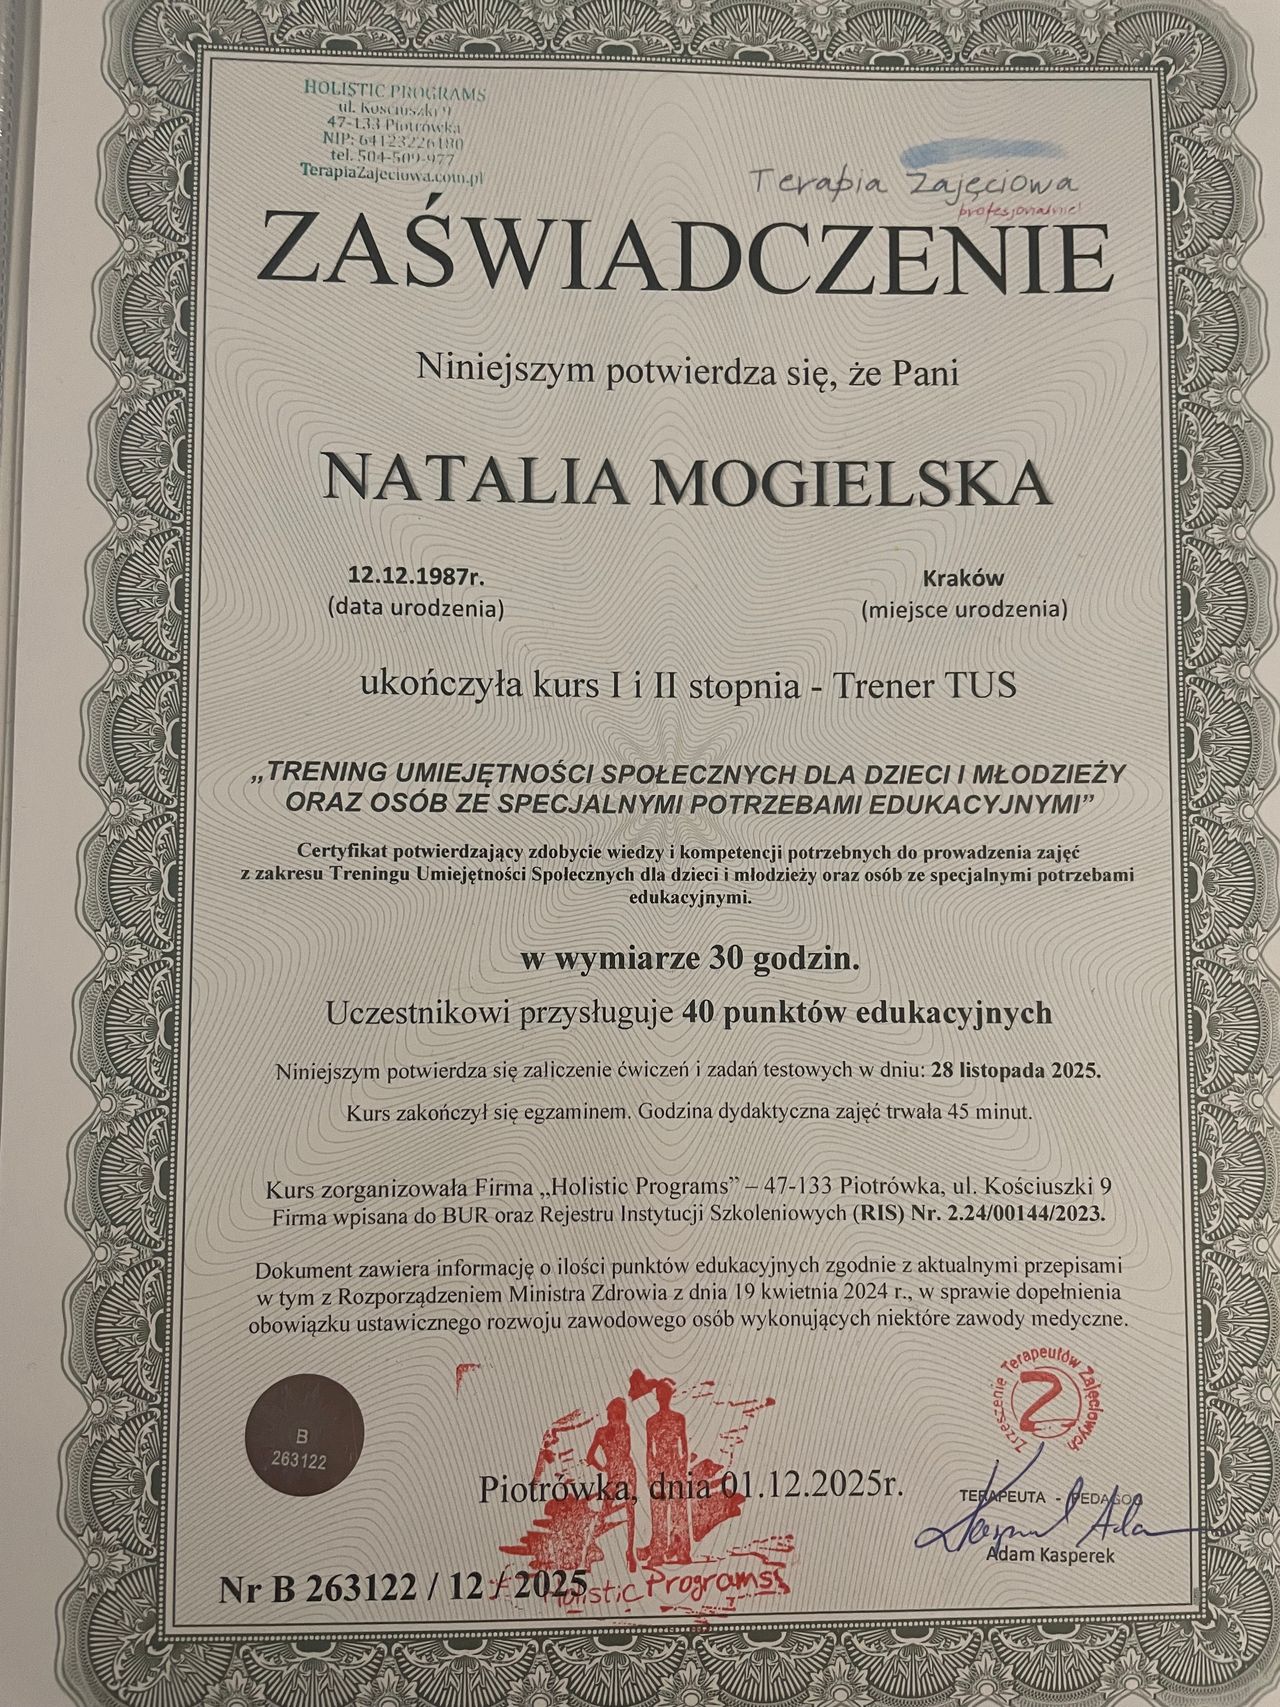 HOLISTIC PROGRAMS
ul. Kościuszki 9
47-133 Piotrówka
NIP: 64123226180
tel. 504-509-977
TerapiaZajeciowa.com.pl
Terapia Zajęciowa
profesjonalnie!
ZAŚWIADCZENIE
Niniejszym potwierdza się, że Pani
NATALIA MOGIELSKA
12.12.1987r.
(data urodzenia)
Kraków
(miejsce urodzenia)
ukończyła kurs I i II stopnia - Trener TUS
„TRENING UMIEJĘTNOŚCI SPOŁECZNYCH DLA DZIECI I MŁODZIEŻY
ORAZ OSÓB ZE SPECJALNYMI POTRZEBAMI EDUKACYJNYMI”
Certyfikat potwierdzający zdobycie wiedzy i kompetencji potrzebnych do prowadzenia zajęć
z zakresu Treningu Umiejętności Społecznych dla dzieci i młodzieży oraz osób ze specjalnymi potrzebami
edukacyjnymi.
w wymiarze 30 godzin.
Uczestnikowi przysługuje 40 punktów edukacyjnych
Niniejszym potwierdza się zaliczenie ćwiczeń i zadań testowych w dniu: 28 listopada 2025.
Kurs zakończył się egzaminem. Godzina dydaktyczna zajęć trwała 45 minut.
Kurs zorganizowała Firma „Holistic Programs” – 47-133 Piotrówka, ul. Kościuszki 9
Firma wpisana do BUR oraz Rejestru Instytucji Szkoleniowych (RIS) Nr. 2.24/00144/2023.
Dokument zawiera informację o ilości punktów edukacyjnych zgodnie z aktualnymi przepisami
w tym z Rozporządzeniem Ministra Zdrowia z dnia 19 kwietnia 2024 r., w sprawie dopełnienia
obowiązku ustawicznego rozwoju zawodowego osób wykonujących niektóre zawody medyczne.
Zrzeszenie Terapeutów Zajęciowych
Z
B
263122
Piotrówka, dnia 01.12.2025r.
TERAPEUTA - PEDAGOG
Adam Kasperek
Nr B 263122 / 12 / 2025
Holistic Programs